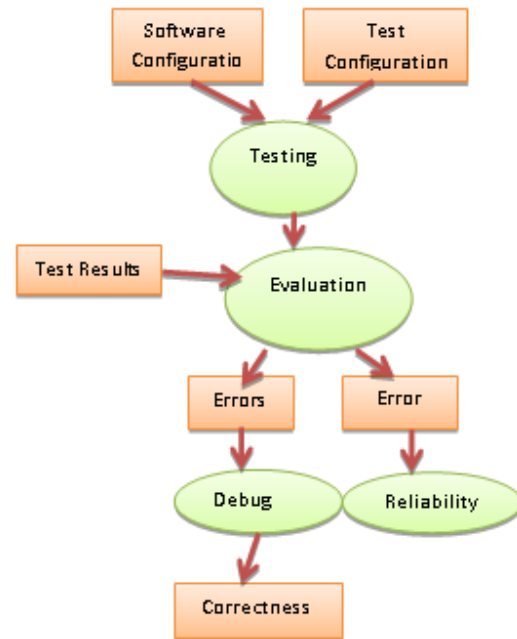 Software
Configuratio
Test
Configuration
Testing
Test Results
Evaluation
Errors
Error
Debug
Reliability
Correctness